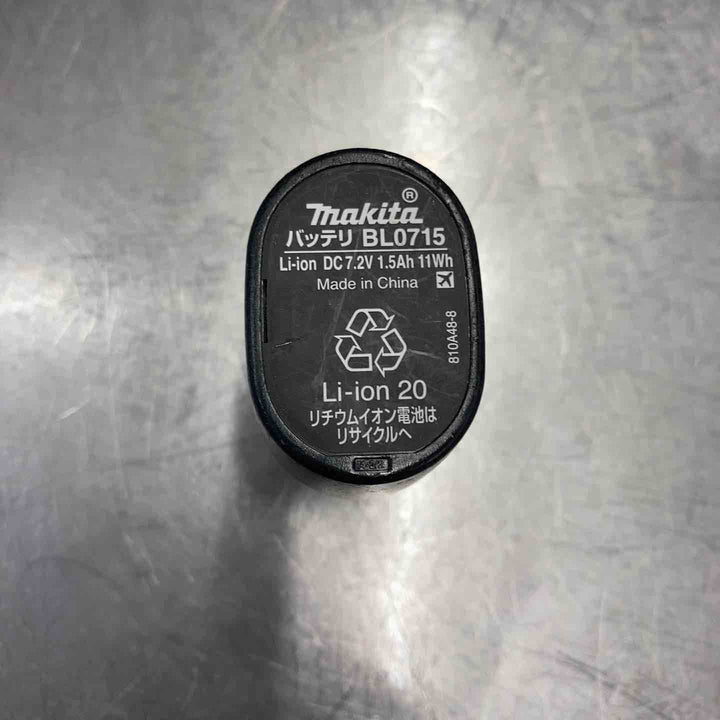 makita®
バッテリ BL0715
Li-ion DC 7.2V 1.5Ah 11Wh
Made in China
810A48-8
Li-ion 20
リチウムイオン電池は
リサイクルへ